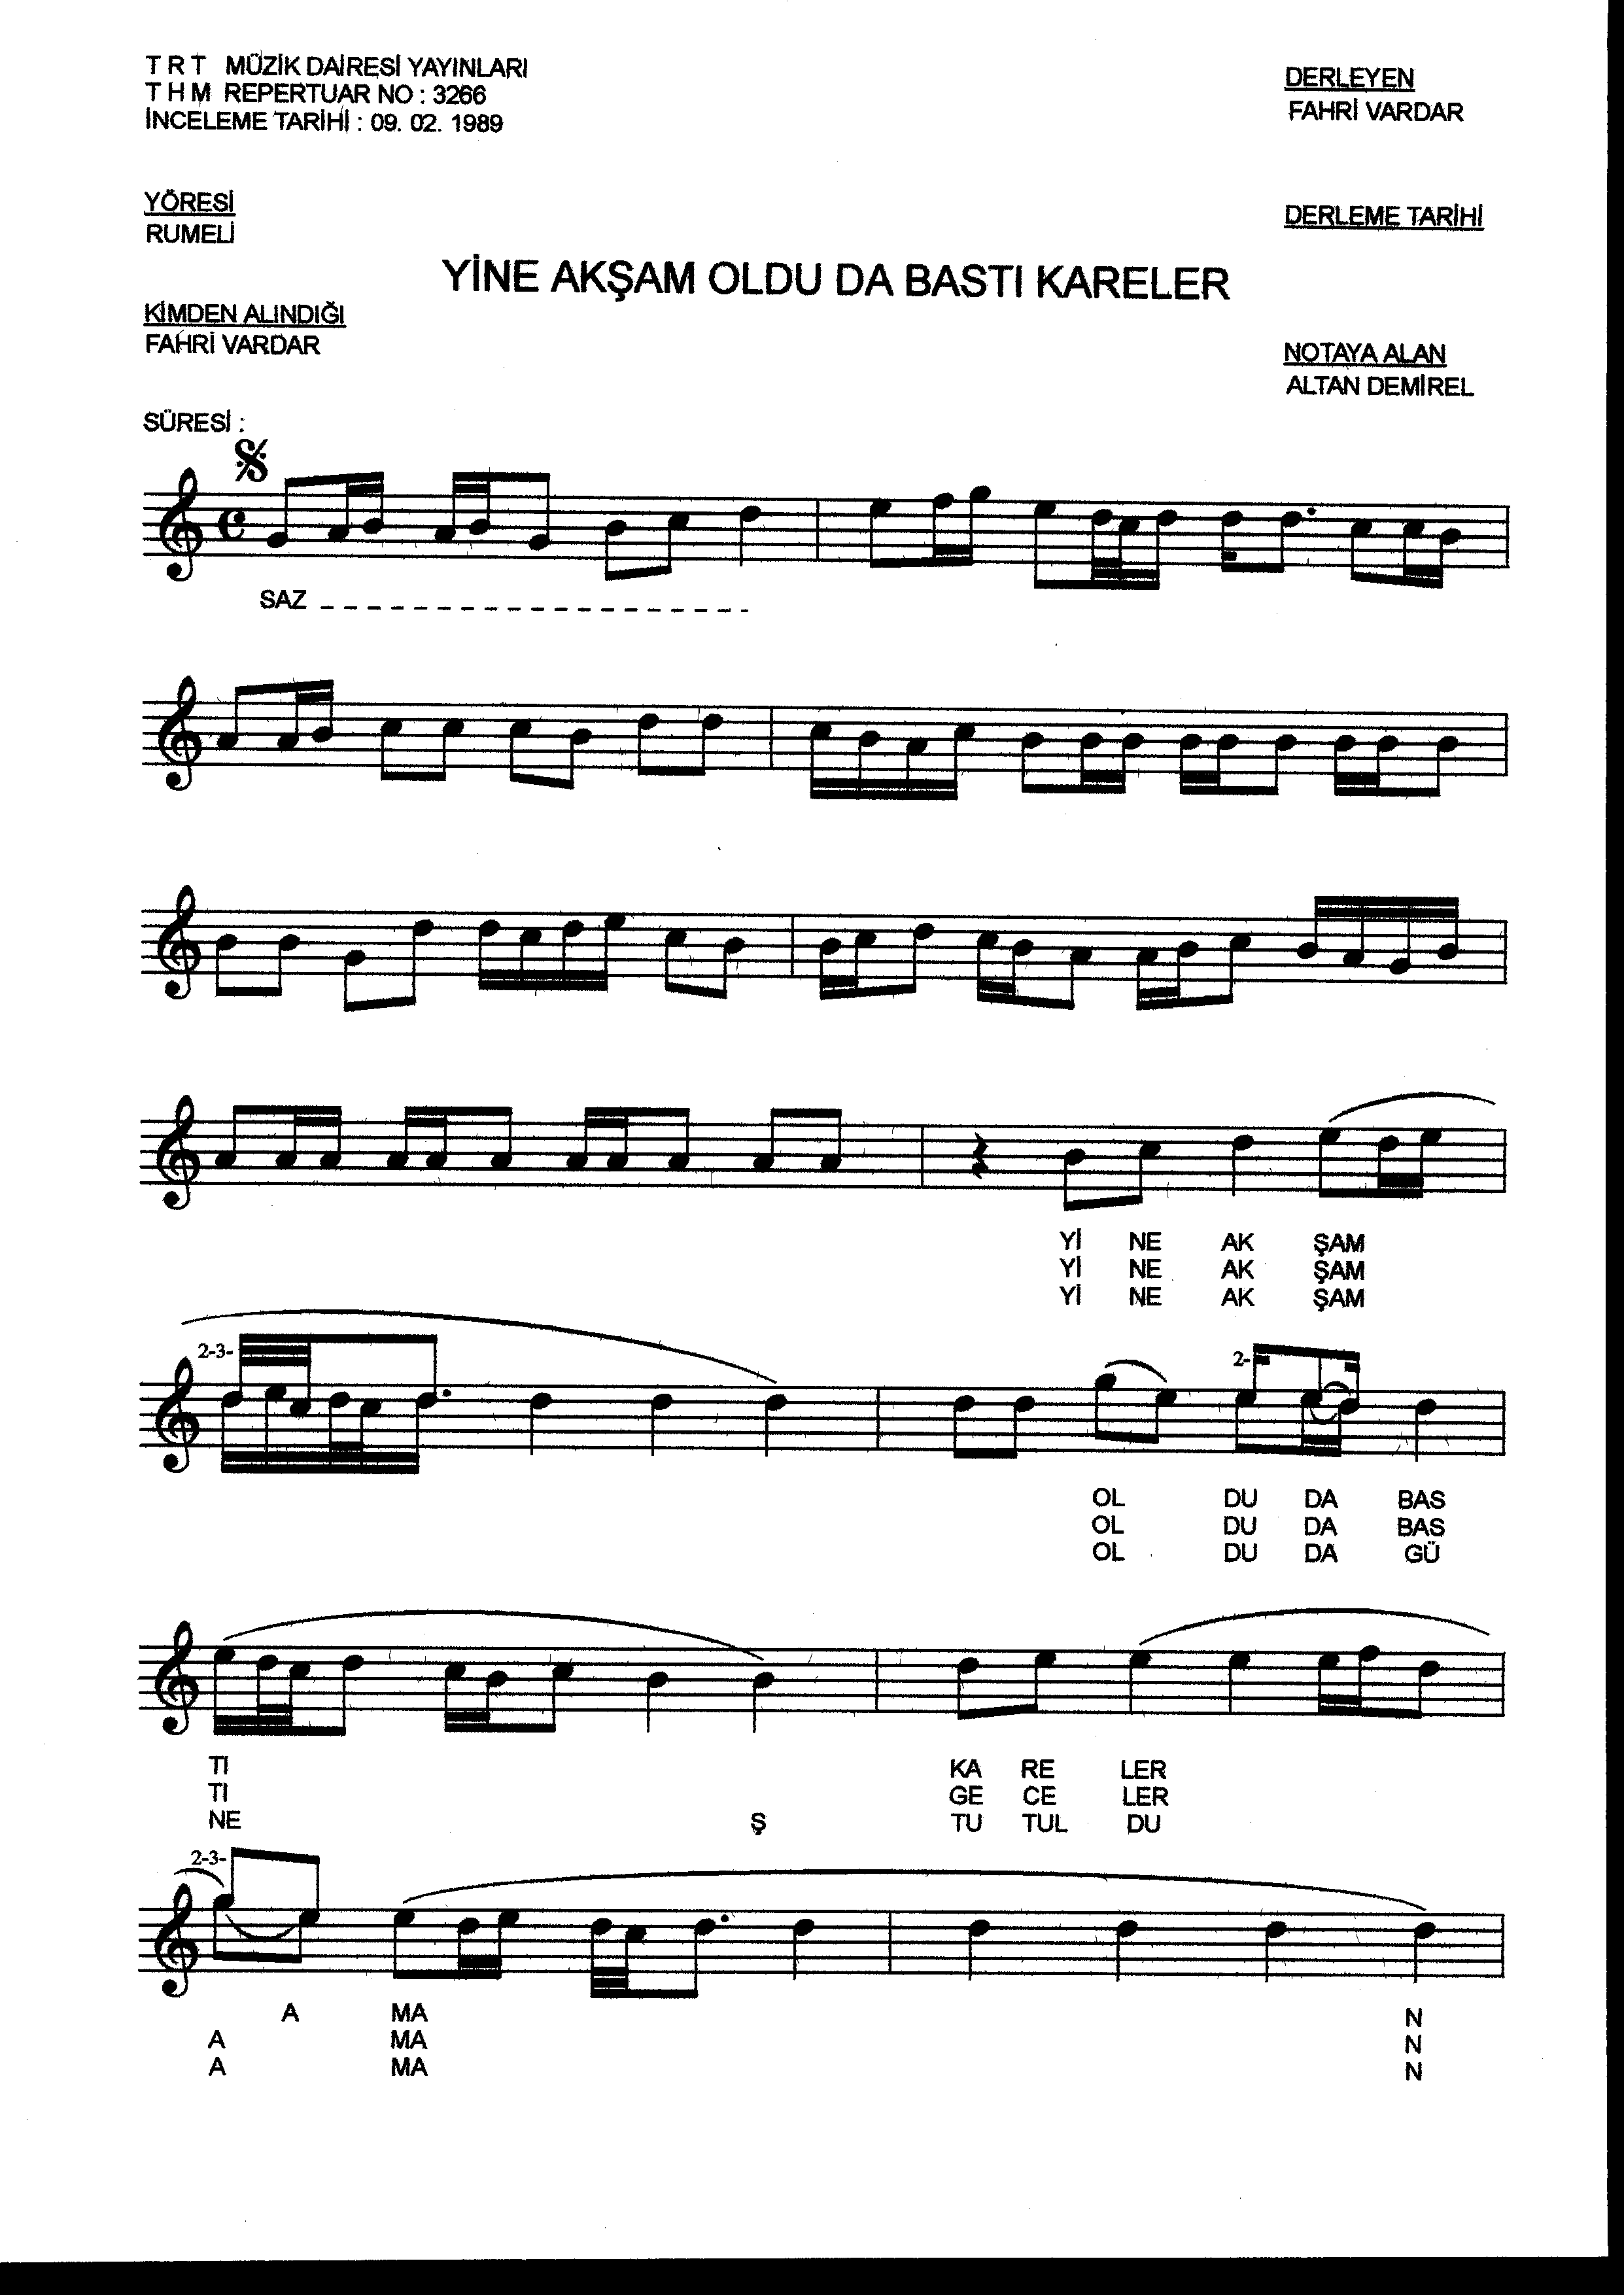 T R T MÜZİK DAİRESİ YAYINLARI
T H M REPERTUAR NO : 3266
İNCELEME TARİHİ : 09. 02. 1989
DERLEYEN
FAHRİ VARDAR
YÖRESİ
RUMELİ
DERLEME TARİHİ
YİNE AKŞAM OLDU DA BASTI KARELER
KİMDEN ALINDIĞI
FAHRİ VARDAR
NOTAYA ALAN
ALTAN DEMİREL
SÜRESİ :
SAZ
Yİ NE AK ŞAM
Yİ NE AK ŞAM
Yİ NE AK ŞAM
2-3- 2-
OL DU DA BAS
OL DU DA BAS
OL DU DA GÜ
TI KA RE LER
TI GE CE LER
NE Ş TU TUL DU
2-3-
A MA N
A MA N
A MA N